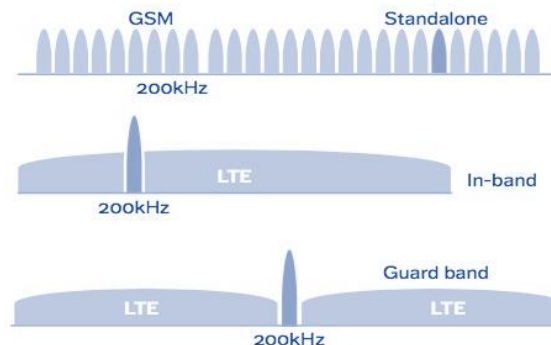 GSM Standalone
200kHz
LTE
In-band
200kHz
Guard band
LTE LTE
200kHz